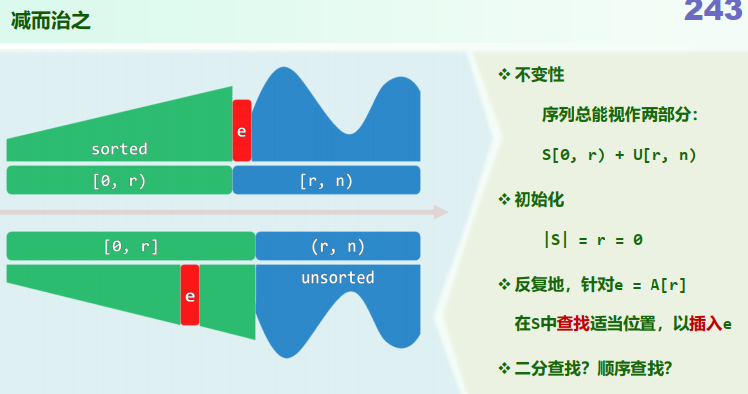 减而治之
243
sorted
e
[0, r)
[r, n)
[0, r]
(r, n)
e
unsorted
❖ 不变性
序列总能视作两部分：
S[0, r) + U[r, n)
❖ 初始化
|S| = r = 0
❖ 反复地，针对e = A[r]
在S中查找适当位置，以插入e
❖ 二分查找？顺序查找？